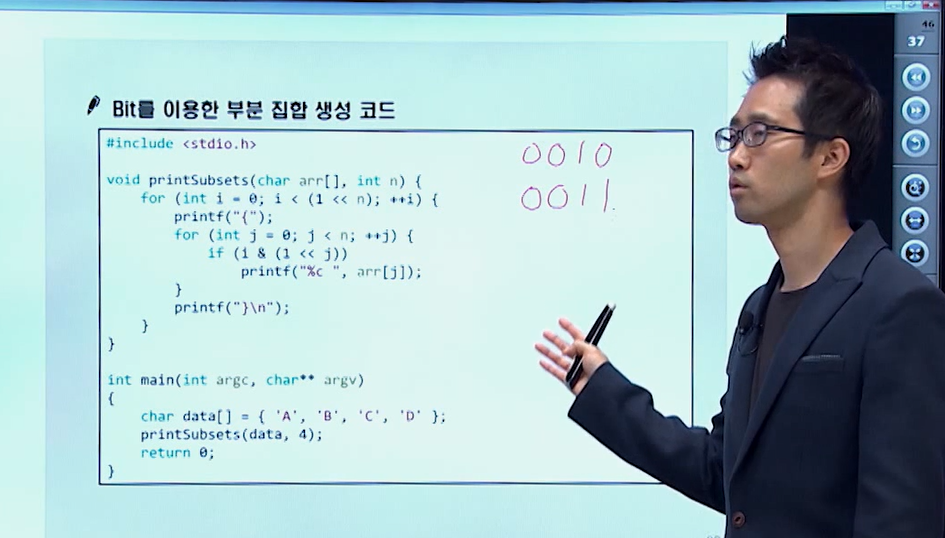 46
37
Bit를 이용한 부분 집합 생성 코드
#include <stdio.h>
void printSubsets(char arr[], int n) {
for (int i = 0; i < (1 << n); ++i) {
printf("{");
for (int j = 0; j < n; ++j) {
if (i & (1 << j))
printf("%c ", arr[j]);
}
printf("}\n");
}
}
int main(int argc, char** argv)
{
char data[] = { 'A', 'B', 'C', 'D' };
printSubsets(data, 4);
return 0;
}
0010
0011